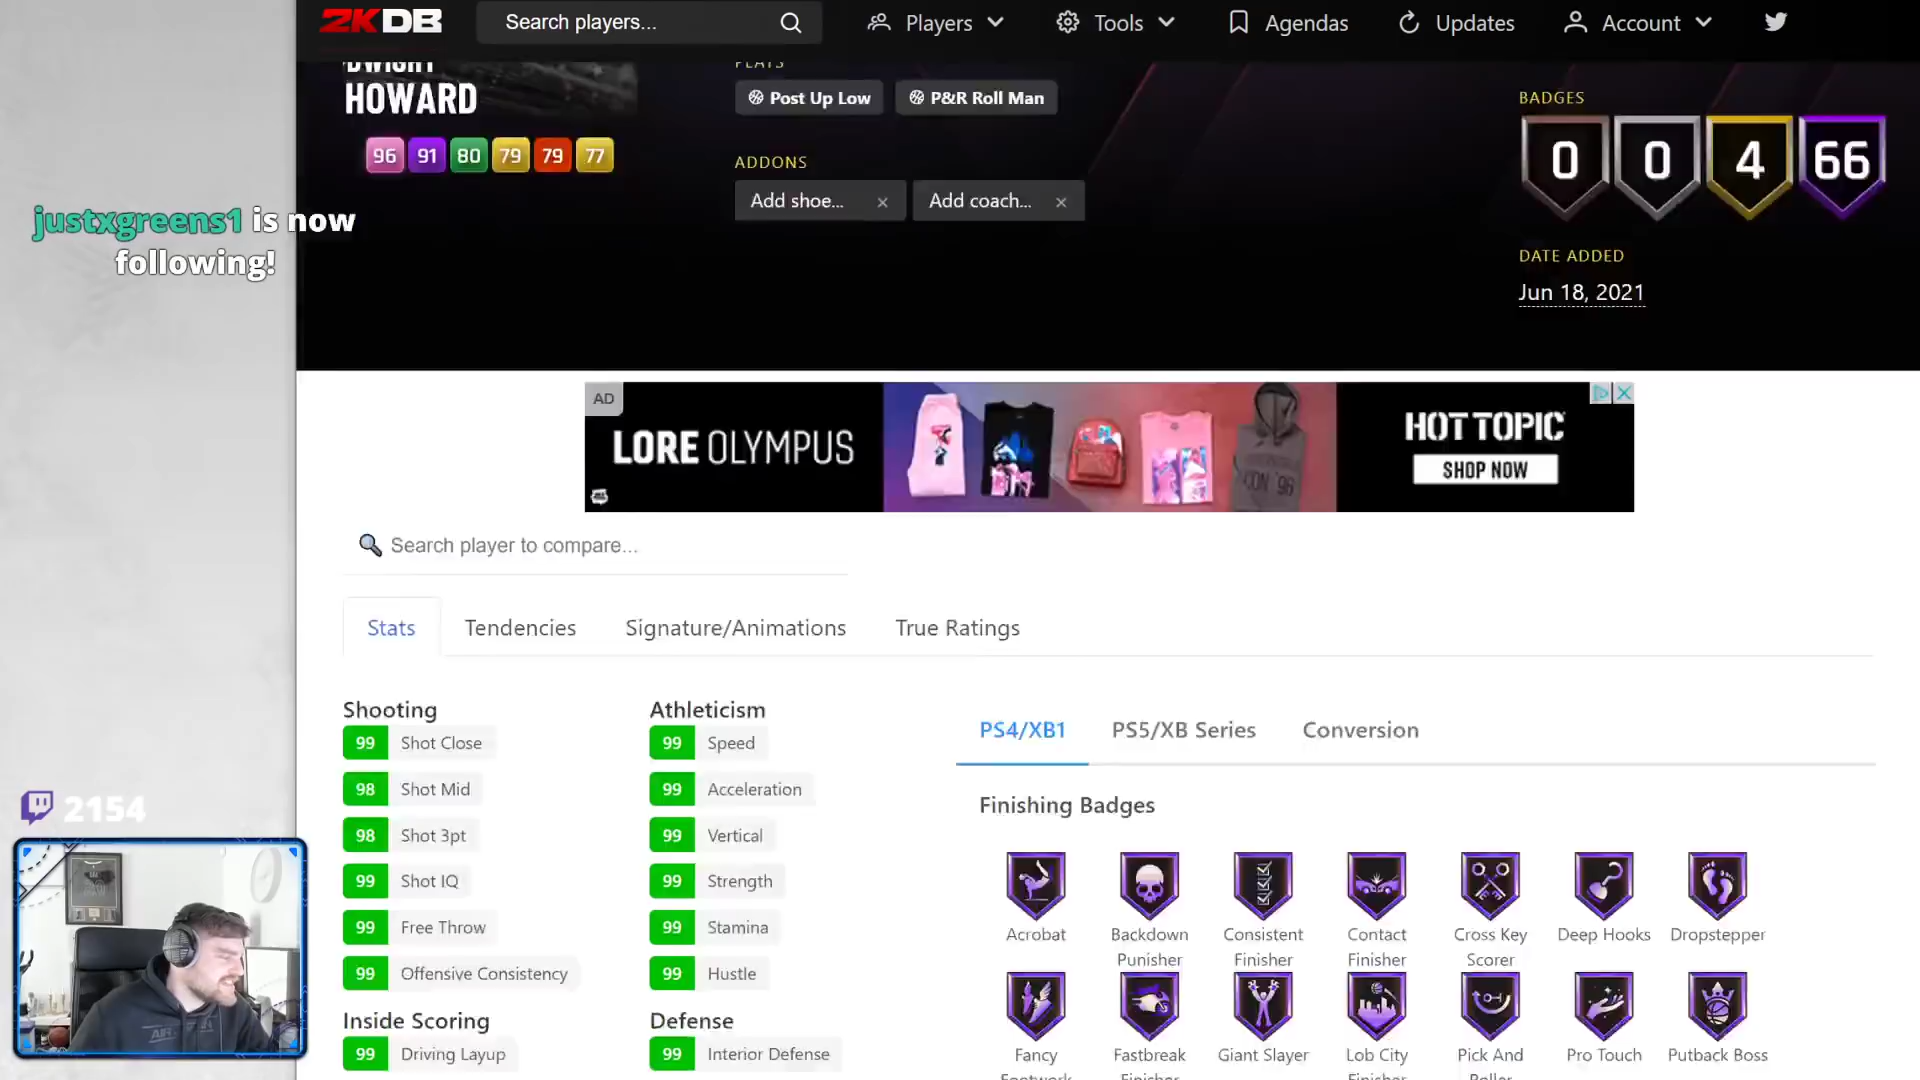 2KDB
Search players...
Players
Tools
Agendas
Updates
Account
DWIGHT
HOWARD
96 91 80 79 79 77
PLAYS
Post Up Low
P&R Roll Man
ADDONS
Add shoe... ×
Add coach... ×
BADGES
0 0 4 66
DATE ADDED
Jun 18, 2021
justxgreens1 is now
following!
AD
LORE OLYMPUS
HOT TOPIC
SHOP NOW
Search player to compare...
Stats
Tendencies
Signature/Animations
True Ratings
Shooting
99 Shot Close
98 Shot Mid
98 Shot 3pt
99 Shot IQ
99 Free Throw
99 Offensive Consistency
Inside Scoring
99 Driving Layup
Athleticism
99 Speed
99 Acceleration
99 Vertical
99 Strength
99 Stamina
99 Hustle
Defense
99 Interior Defense
PS4/XB1
PS5/XB Series
Conversion
Finishing Badges
Acrobat
Backdown
Punisher
Consistent
Finisher
Contact
Finisher
Cross Key
Scorer
Deep Hooks
Dropstepper
Fancy
Footwork
Fastbreak
Finisher
Giant Slayer
Lob City
Finisher
Pick And
Roller
Pro Touch
Putback Boss
2154